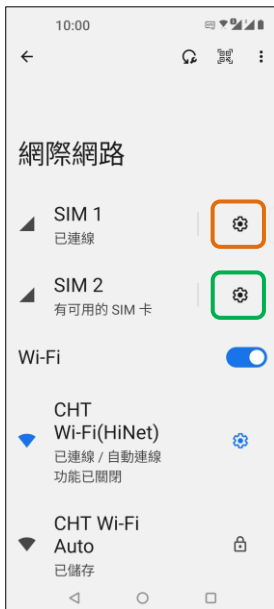 10:00
網際網路
SIM 1
已連線
SIM 2
有可用的 SIM 卡
Wi-Fi
CHT
Wi-Fi(HiNet)
已連線 / 自動連線
功能已關閉
CHT Wi-Fi
Auto
已儲存